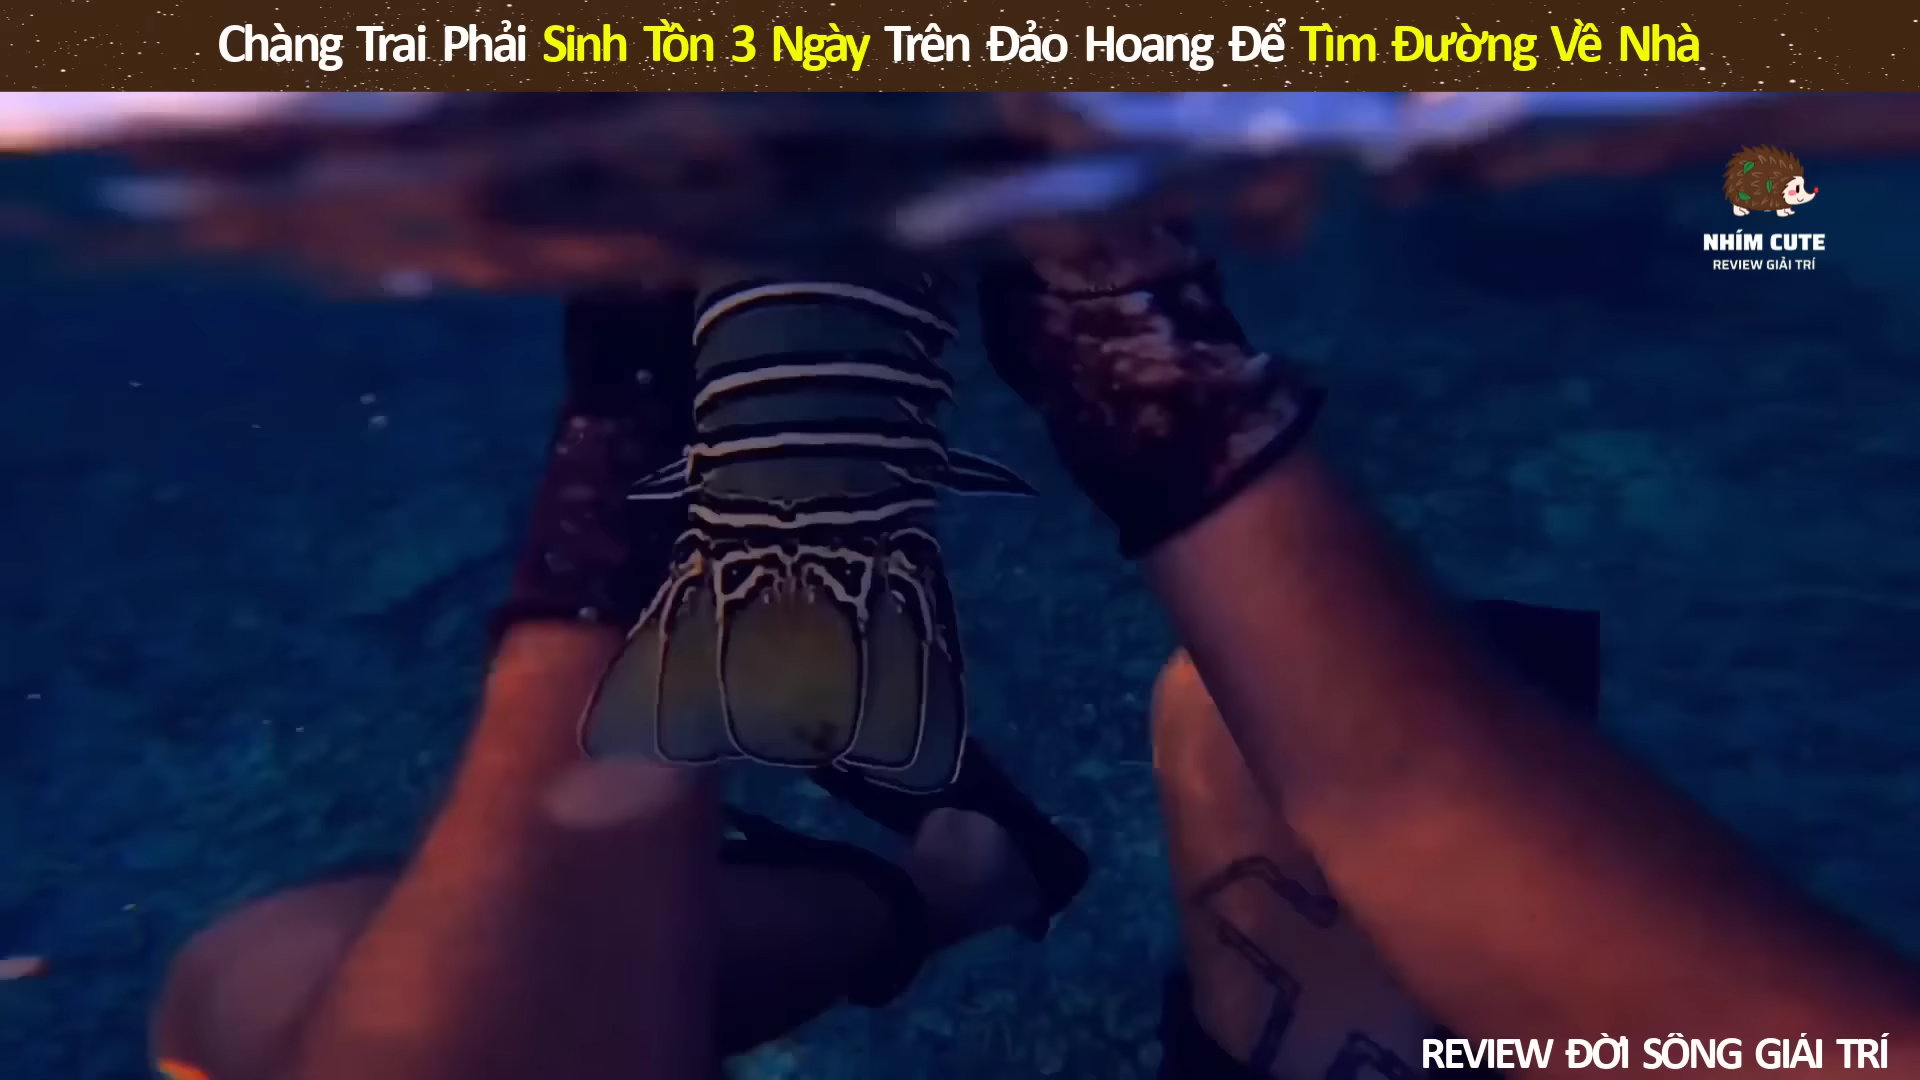 Chàng Trai Phải Sinh Tồn 3 Ngày Trên Đảo Hoang Để Tìm Đường Về Nhà
NHÍM CUTE
REVIEW GIẢI TRÍ
REVIEW ĐỜI SỐNG GIẢI TRÍ